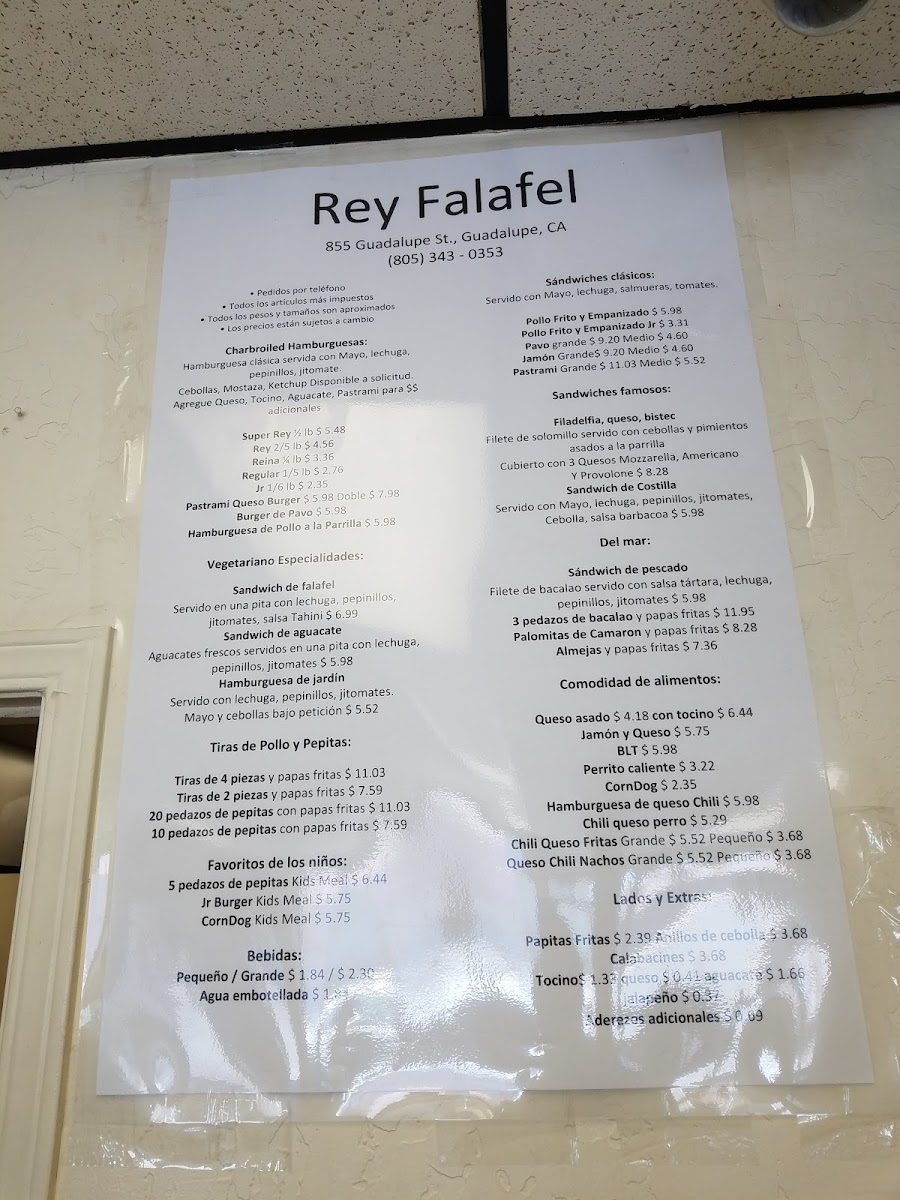 Rey Falafel
855 Guadalupe St., Guadalupe, CA
(805) 343 - 0353
• Pedidos por teléfono
• Todos los artículos más impuestos
• Todos los pesos y tamaños son aproximados
• Los precios están sujetos a cambio
Charbroiled Hamburguesas:
Hamburguesa clásica servida con Mayo, lechuga,
pepinillos, jitomate.
Cebollas, Mostaza, Ketchup Disponible a solicitud.
Agregue Queso, Tocino, Aguacate, Pastrami para $$
adicionales
Super Rey ½ lb $ 5.48
Rey 2/5 lb $ 4.56
Reina ¼ lb $ 3.36
Regular 1/5 lb $ 2.76
Jr 1/6 lb $ 2.35
Pastrami Queso Burger $ 5.98 Doble $ 7.98
Burger de Pavo $ 5.98
Hamburguesa de Pollo a la Parrilla $ 5.98
Vegetariano Especialidades:
Sandwich de falafel
Servido en una pita con lechuga, pepinillos,
jitomates, salsa Tahini $ 6.99
Sandwich de aguacate
Aguacates frescos servidos en una pita con lechuga,
pepinillos, jitomates $ 5.98
Hamburguesa de jardín
Servido con lechuga, pepinillos, jitomates.
Mayo y cebollas bajo petición $ 5.52
Tiras de Pollo y Pepitas:
Tiras de 4 piezas y papas fritas $ 11.03
Tiras de 2 piezas y papas fritas $ 7.59
20 pedazos de pepitas con papas fritas $ 11.03
10 pedazos de pepitas con papas fritas $ 7.59
Favoritos de los niños:
5 pedazos de pepitas Kids Meal $ 6.44
Jr Burger Kids Meal $ 5.75
CornDog Kids Meal $ 5.75
Bebidas:
Pequeño / Grande $ 1.84 / $ 2.30
Agua embotellada $
Sándwiches clásicos:
Servido con Mayo, lechuga, salmueras, tomates.
Pollo Frito y Empanizado $ 5.98
Pollo Frito y Empanizado Jr $ 3.31
Pavo grande $ 9.20 Medio $ 4.60
Jamón Grande$ 9.20 Medio $ 4.60
Pastrami Grande $ 11.03 Medio $ 5.52
Sandwiches famosos:
Filadelfia, queso, bistec
Filete de solomillo servido con cebollas y pimientos
asados a la parrilla
Cubierto con 3 Quesos Mozzarella, Americano
Y Provolone $ 8.28
Sandwich de Costilla
Servido con Mayo, lechuga, pepinillos, jitomates,
Cebolla, salsa barbacoa $ 5.98
Del mar:
Sándwich de pescado
Filete de bacalao servido con salsa tártara, lechuga,
pepinillos, jitomates $ 5.98
3 pedazos de bacalao y papas fritas $ 11.95
Palomitas de Camaron y papas fritas $ 8.28
Almejas y papas fritas $ 7.36
Comodidad de alimentos:
Queso asado $ 4.18 con tocino $ 6.44
Jamón y Queso $ 5.75
BLT $ 5.98
Perrito caliente $ 3.22
CornDog $ 2.35
Hamburguesa de queso Chili $ 5.98
Chili queso perro $ 5.29
Chili Queso Fritas Grande $ 5.52 Pequeño $ 3.68
Queso Chili Nachos Grande $ 5.52 Pequeño $ 3.68
Lados y Extras:
Papitas Fritas $ 2.39 Anillos de cebolla $ 3.68
Calabacines $ 3.68
Tocino$ 1.33 queso $ 0.41 aguacate $ 1.66
jalapeño $ 0.37
Aderezos adicionales $ 0.69